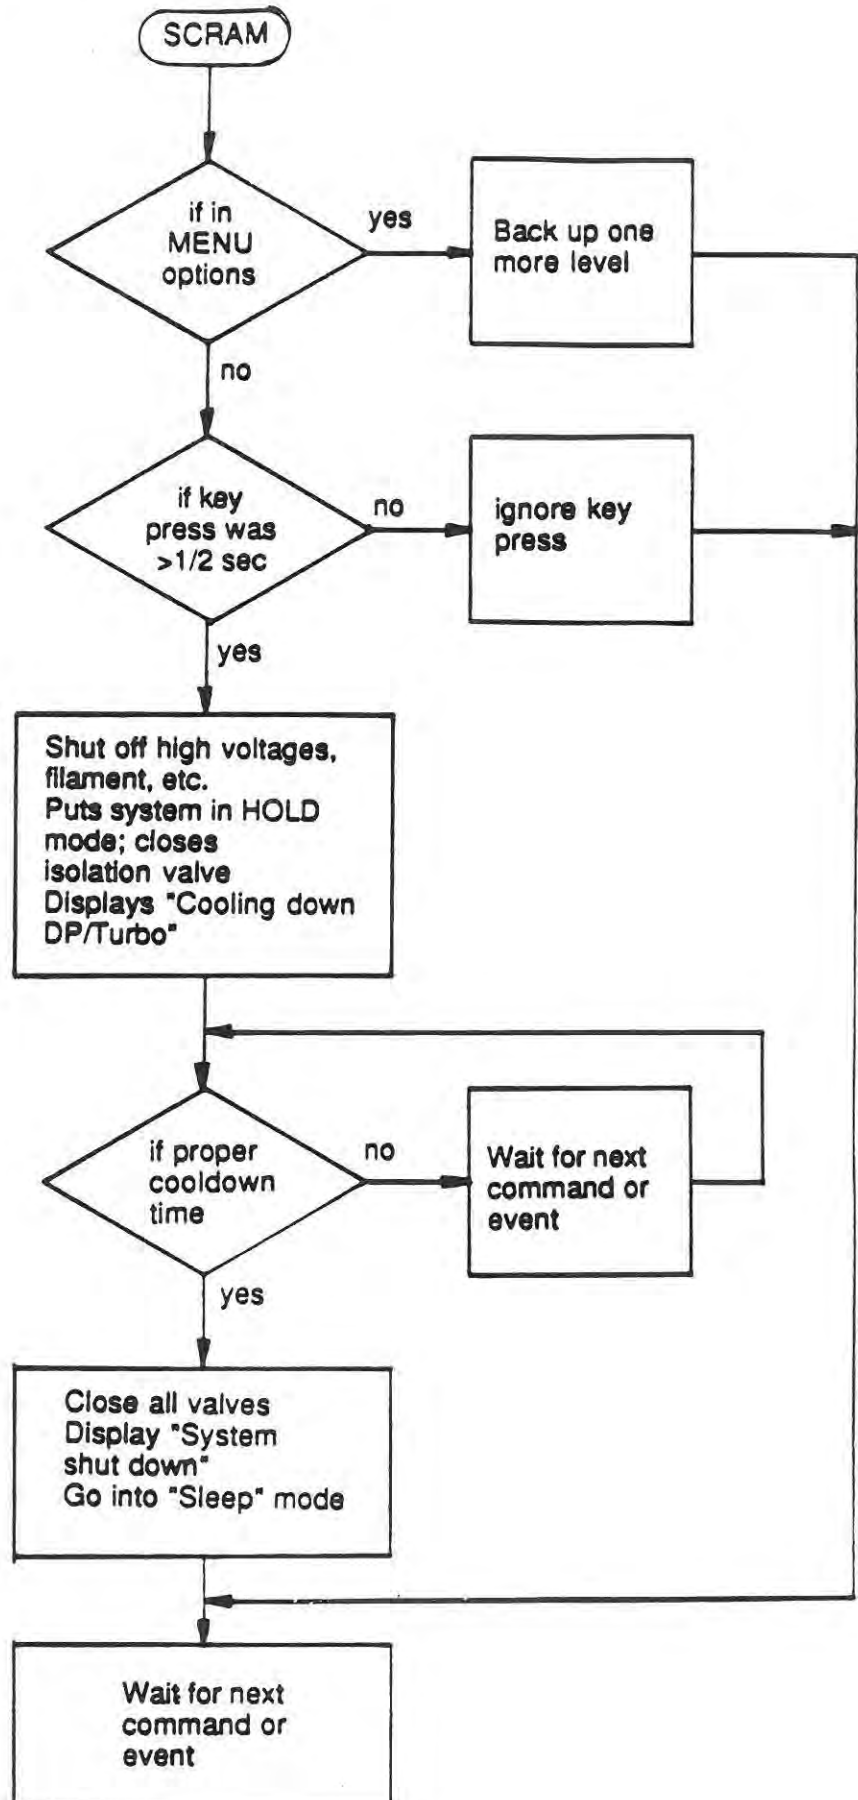 SCRAM
if in
MENU
options
yes
Back up one
more level
no
if key
press was
>1/2 sec
no
ignore key
press
yes
Shut off high voltages,
filament, etc.
Puts system in HOLD
mode; closes
isolation valve
Displays "Cooling down
DP/Turbo"
if proper
cooldown
time
no
Wait for next
command or
event
yes
Close all valves
Display "System
shut down"
Go into "Sleep" mode
Wait for next
command or
event